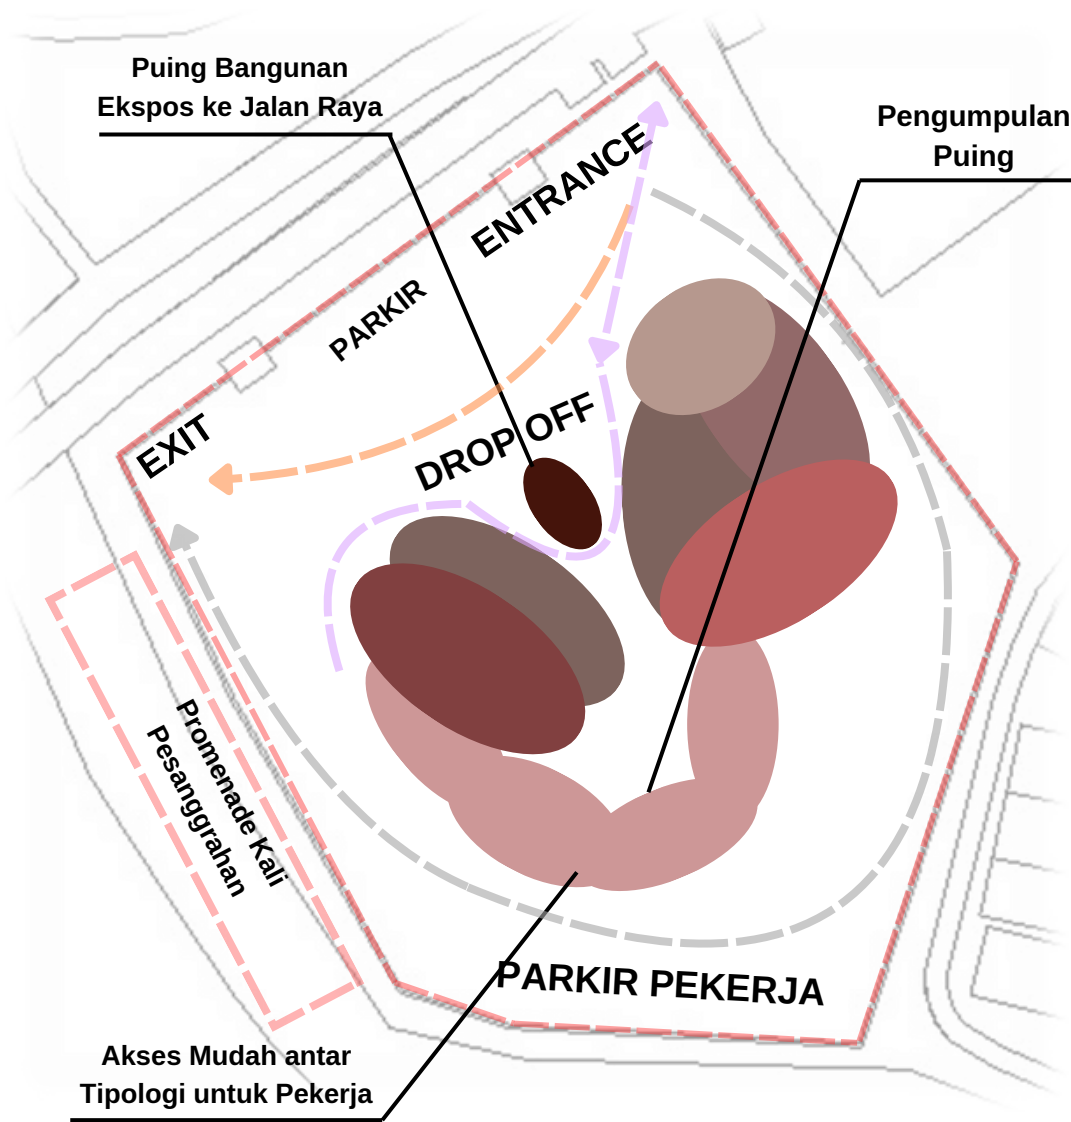 Puing Bangunan
Ekspos ke Jalan Raya
Pengumpulan
Puing
ENTRANCE
PARKIR
EXIT
DROP OFF
Promenade Kali
Pesanggrahan
PARKIR PEKERJA
Akses Mudah antar
Tipologi untuk Pekerja